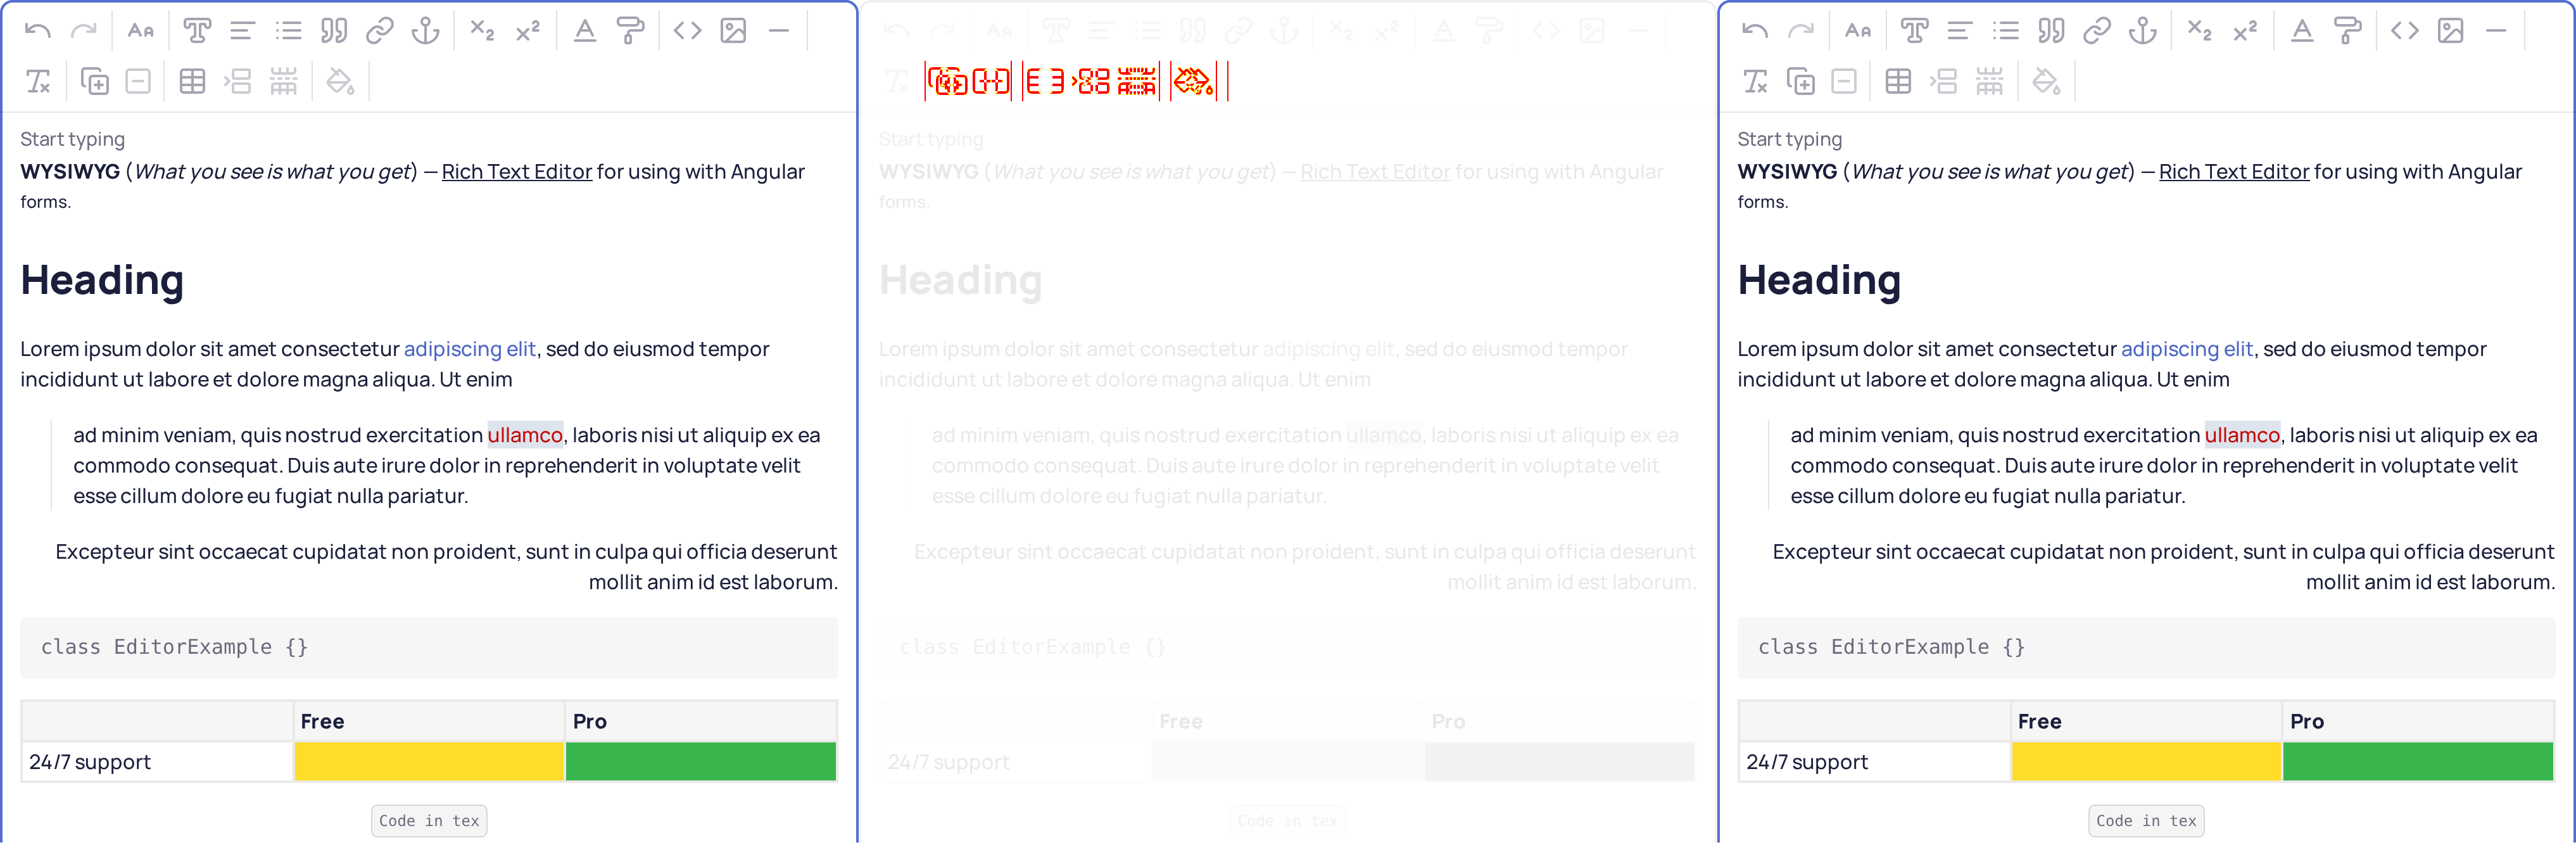 Start typing
WYSIWYG (What you see is what you get) — Rich Text Editor for using with Angular
forms.
Heading
Lorem ipsum dolor sit amet consectetur adipiscing elit, sed do eiusmod tempor
incididunt ut labore et dolore magna aliqua. Ut enim
ad minim veniam, quis nostrud exercitation ullamco, laboris nisi ut aliquip ex ea
commodo consequat. Duis aute irure dolor in reprehenderit in voluptate velit
esse cillum dolore eu fugiat nulla pariatur.
Excepteur sint occaecat cupidatat non proident, sunt in culpa qui officia deserunt
mollit anim id est laborum.
class EditorExample {}
Free Pro
24/7 support
Code in tex
Start typing
WYSIWYG (What you see is what you get) — Rich Text Editor for using with Angular
forms.
Heading
Lorem ipsum dolor sit amet consectetur adipiscing elit, sed do eiusmod tempor
incididunt ut labore et dolore magna aliqua. Ut enim
ad minim veniam, quis nostrud exercitation ullamco, laboris nisi ut aliquip ex ea
commodo consequat. Duis aute irure dolor in reprehenderit in voluptate velit
esse cillum dolore eu fugiat nulla pariatur.
Excepteur sint occaecat cupidatat non proident, sunt in culpa qui officia deserunt
mollit anim id est laborum.
class EditorExample {}
Free Pro
24/7 support
Code in tex
Start typing
WYSIWYG (What you see is what you get) — Rich Text Editor for using with Angular
forms.
Heading
Lorem ipsum dolor sit amet consectetur adipiscing elit, sed do eiusmod tempor
incididunt ut labore et dolore magna aliqua. Ut enim
ad minim veniam, quis nostrud exercitation ullamco, laboris nisi ut aliquip ex ea
commodo consequat. Duis aute irure dolor in reprehenderit in voluptate velit
esse cillum dolore eu fugiat nulla pariatur.
Excepteur sint occaecat cupidatat non proident, sunt in culpa qui officia deserunt
mollit anim id est laborum.
class EditorExample {}
Free Pro
24/7 support
Code in tex